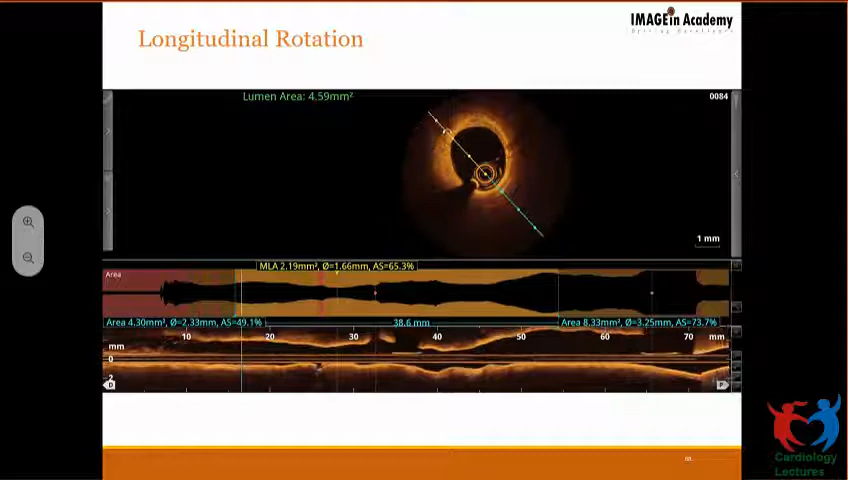 IMAGEin Academy
Longitudinal Rotation
Lumen Area: 4.59mm²
0084
1 mm
MLA 2.19mm², Ø=1.66mm, AS=65.3%
Area
Area 4.30mm², Ø=2.33mm, AS=49.1%
38.6 mm
Area 8.33mm², Ø=3.25mm, AS=73.7%
10 20 30 40 50 60 70 mm
mm
0
2
D
P
Cardiology
Lectures